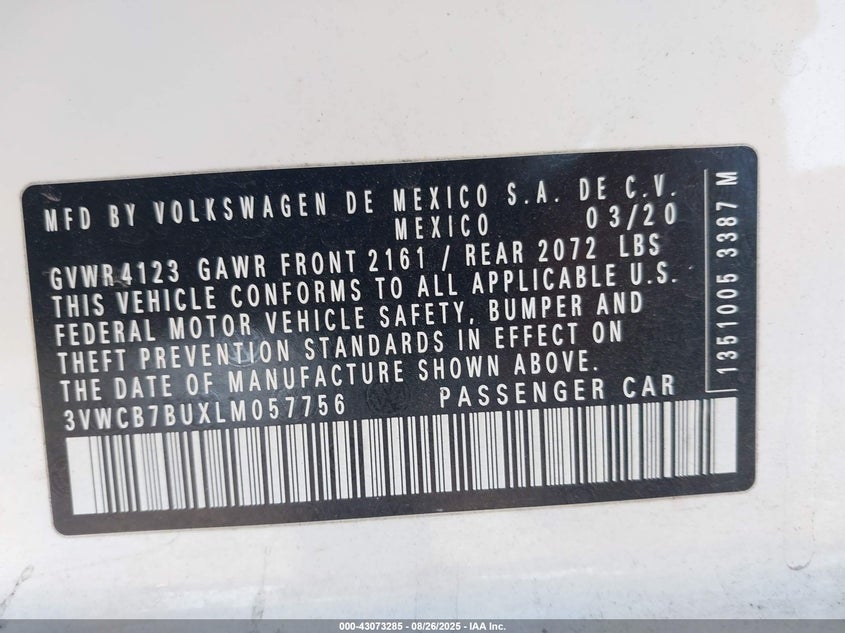 MFD BY VOLKSWAGEN DE MEXICO S.A. DE C.V.
MEXICO 03/20
GVWR4123 GAWR FRONT 2161 / REAR 2072 LBS
THIS VEHICLE CONFORMS TO ALL APPLICABLE U.S.
FEDERAL MOTOR VEHICLE SAFETY, BUMPER AND
THEFT PREVENTION STANDARDS IN EFFECT ON
THE DATE OF MANUFACTURE SHOWN ABOVE.
3VWCB7BUXLM057756 PASSENGER CAR
1351005 3387 M
000-43073285 - 08/26/2025 - IAA Inc.